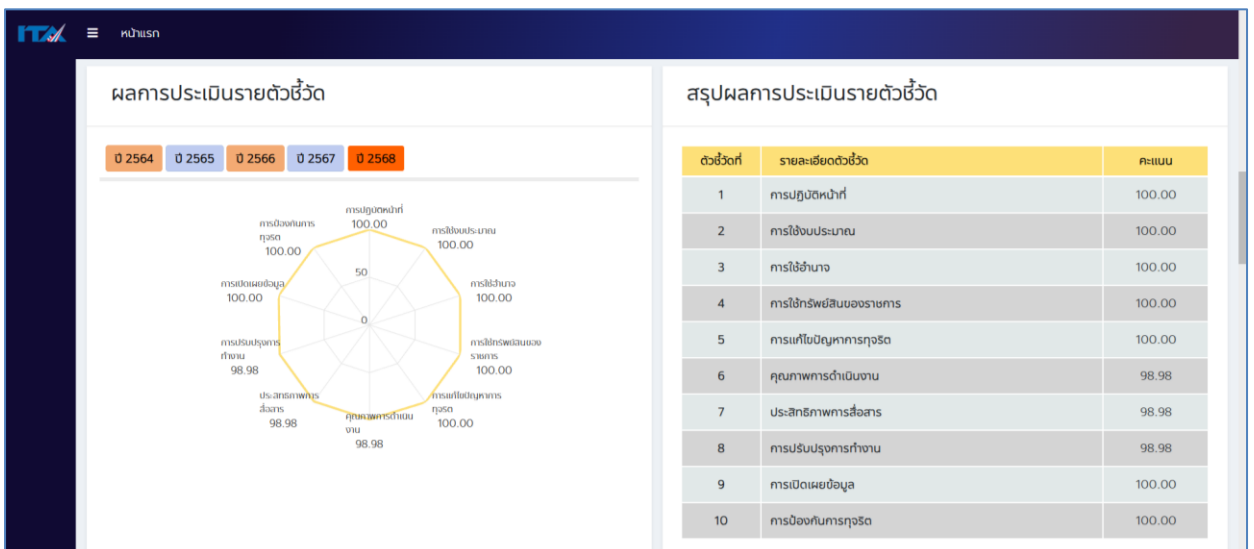 ITA
หน้าแรก
ผลการประเมินรายตัวชี้วัด
ปี 2564 ปี 2565 ปี 2566 ปี 2567 ปี 2568
การปฏิบัติหน้าที่
100.00
การใช้งบประมาณ
100.00
การใช้อำนาจ
100.00
การใช้ทรัพย์สินของ
ราชการ
100.00
การแก้ไขปัญหาการ
ทุจริต
100.00
คุณภาพการดำเนิน
งาน
98.98
ประสิทธิภาพการ
สื่อสาร
98.98
การปรับปรุงการ
ทำงาน
98.98
การเปิดเผยข้อมูล
100.00
การป้องกันการ
ทุจริต
100.00
50
0
สรุปผลการประเมินรายตัวชี้วัด
ตัวชี้วัดที่ รายละเอียดตัวชี้วัด คะแนน
1 การปฏิบัติหน้าที่ 100.00
2 การใช้งบประมาณ 100.00
3 การใช้อำนาจ 100.00
4 การใช้ทรัพย์สินของราชการ 100.00
5 การแก้ไขปัญหาการทุจริต 100.00
6 คุณภาพการดำเนินงาน 98.98
7 ประสิทธิภาพการสื่อสาร 98.98
8 การปรับปรุงการทำงาน 98.98
9 การเปิดเผยข้อมูล 100.00
10 การป้องกันการทุจริต 100.00